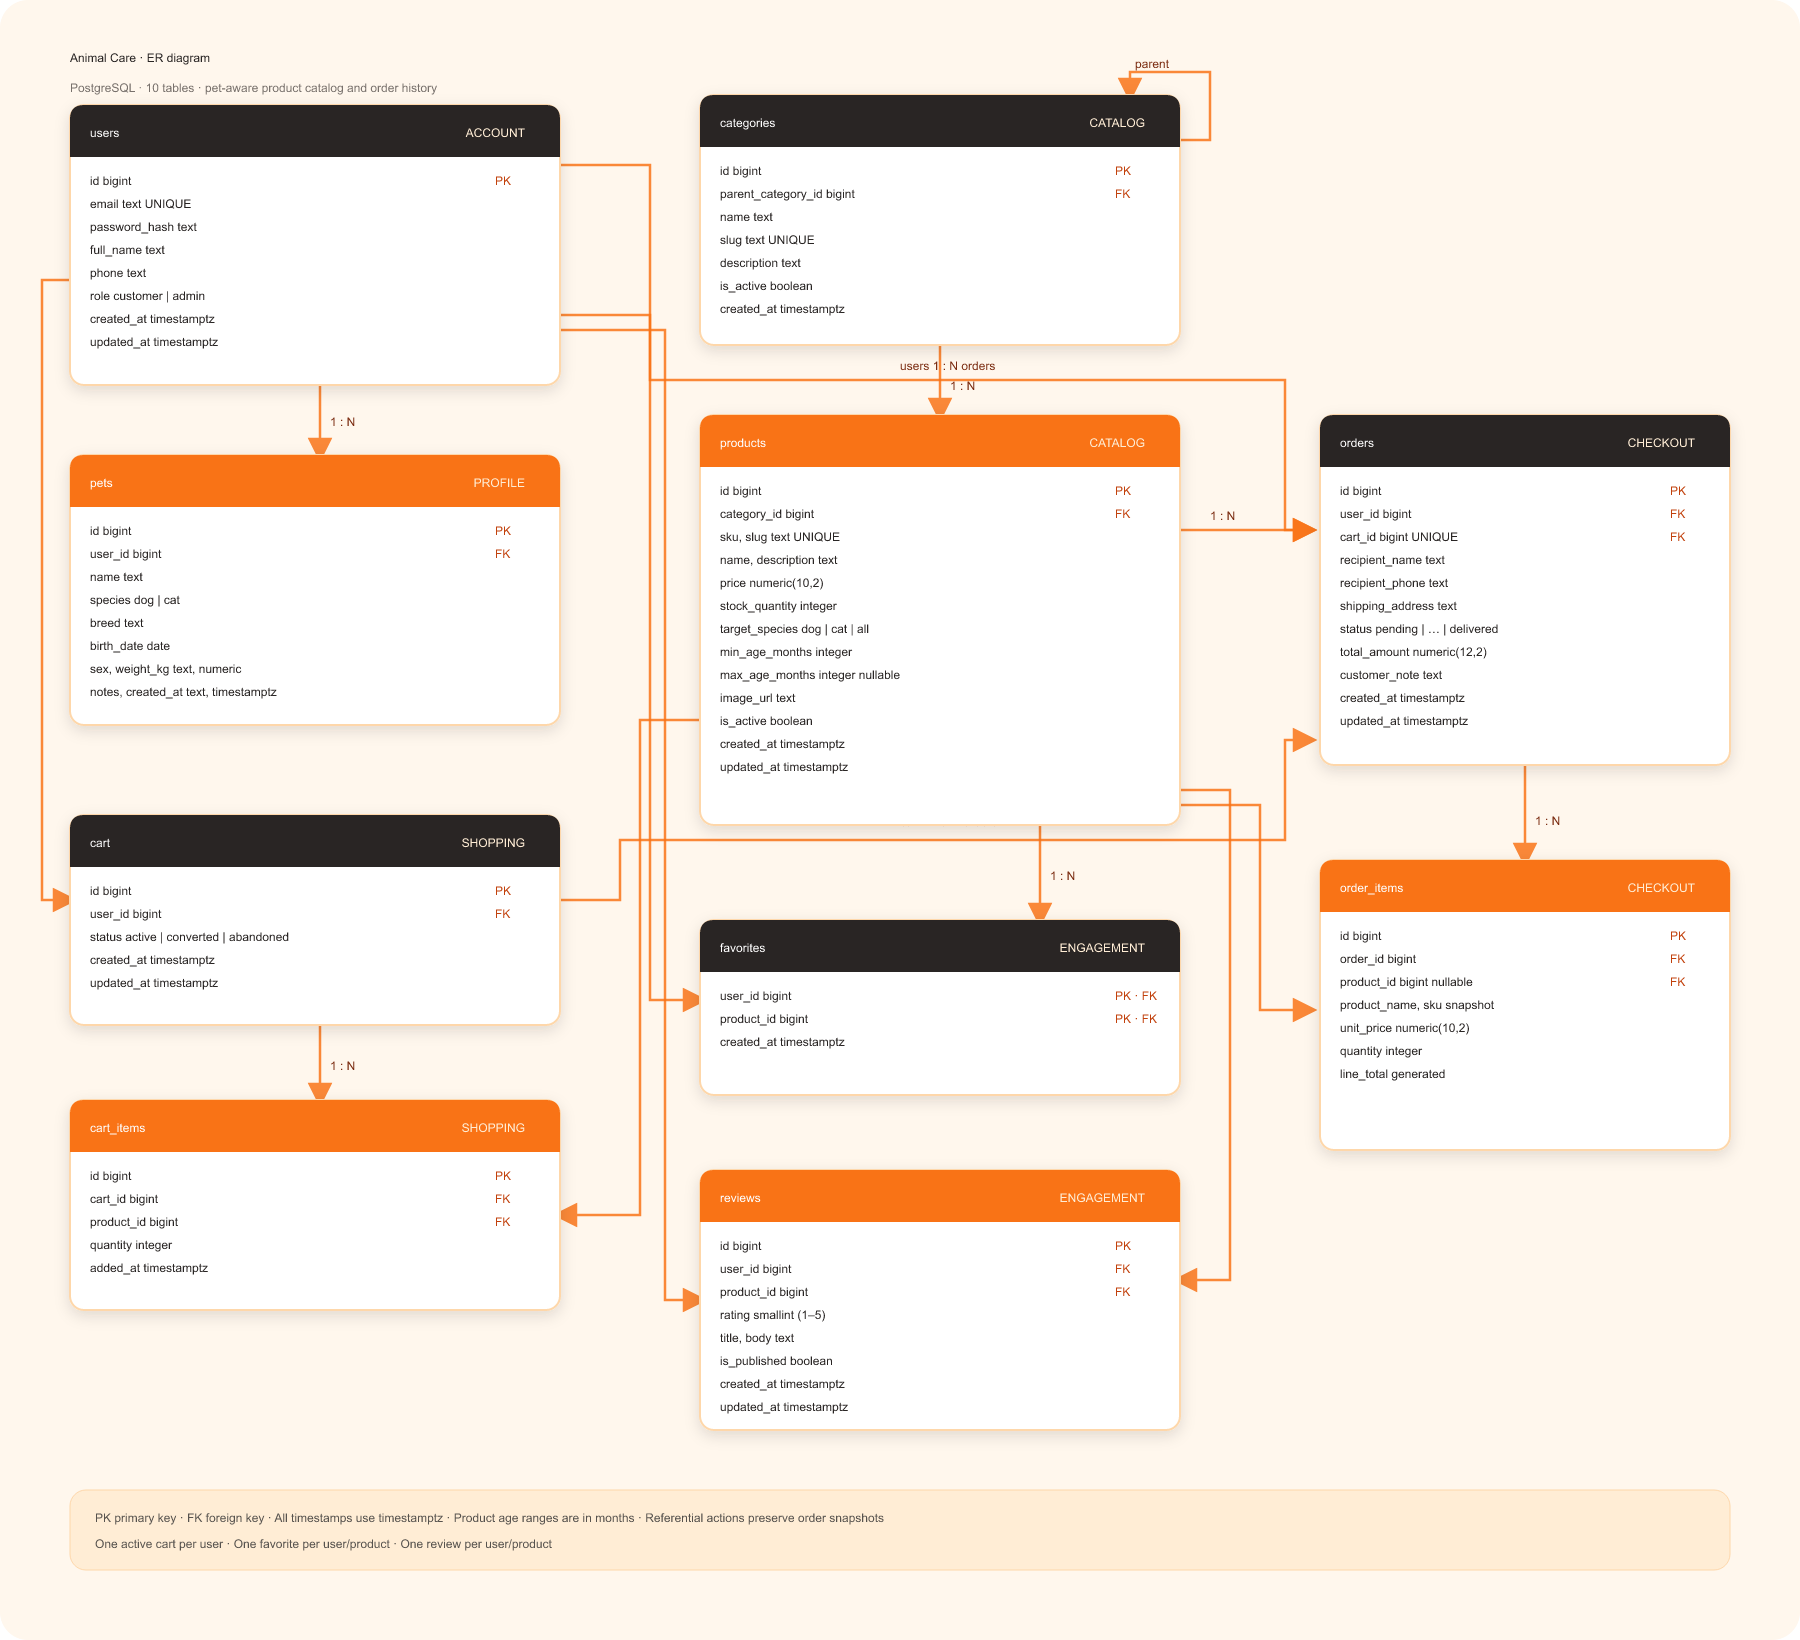 Animal Care · ER diagram
PostgreSQL · 10 tables · pet-aware product catalog and order history
users ACCOUNT
id bigint PK
email text UNIQUE
password_hash text
full_name text
phone text
role customer | admin
created_at timestamptz
updated_at timestamptz
1 : N
parent
categories CATALOG
id bigint PK
parent_category_id bigint FK
name text
slug text UNIQUE
description text
is_active boolean
created_at timestamptz
users 1 : N orders
1 : N
pets PROFILE
id bigint PK
user_id bigint FK
name text
species dog | cat
breed text
birth_date date
sex, weight_kg text, numeric
notes, created_at text, timestamptz
products CATALOG
id bigint PK
category_id bigint FK
sku, slug text UNIQUE
name, description text
price numeric(10,2)
stock_quantity integer
target_species dog | cat | all
min_age_months integer
max_age_months integer nullable
image_url text
is_active boolean
created_at timestamptz
updated_at timestamptz
1 : N
1 : N
orders CHECKOUT
id bigint PK
user_id bigint FK
cart_id bigint UNIQUE FK
recipient_name text
recipient_phone text
shipping_address text
status pending | … | delivered
total_amount numeric(12,2)
customer_note text
created_at timestamptz
updated_at timestamptz
1 : N
cart SHOPPING
id bigint PK
user_id bigint FK
status active | converted | abandoned
created_at timestamptz
updated_at timestamptz
1 : N
favorites ENGAGEMENT
user_id bigint PK · FK
product_id bigint PK · FK
created_at timestamptz
order_items CHECKOUT
id bigint PK
order_id bigint FK
product_id bigint nullable FK
product_name, sku snapshot
unit_price numeric(10,2)
quantity integer
line_total generated
cart_items SHOPPING
id bigint PK
cart_id bigint FK
product_id bigint FK
quantity integer
added_at timestamptz
reviews ENGAGEMENT
id bigint PK
user_id bigint FK
product_id bigint FK
rating smallint (1–5)
title, body text
is_published boolean
created_at timestamptz
updated_at timestamptz
PK primary key · FK foreign key · All timestamps use timestamptz · Product age ranges are in months · Referential actions preserve order snapshots
One active cart per user · One favorite per user/product · One review per user/product